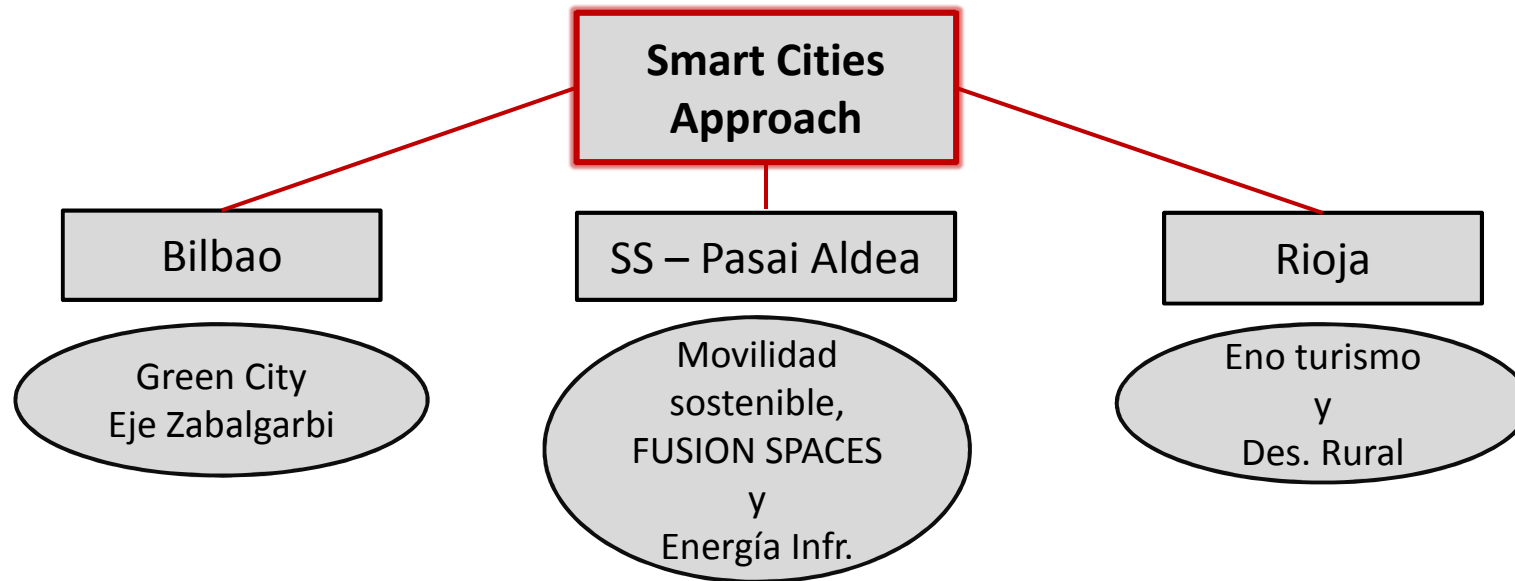 Smart Cities
Approach
Bilbao
SS – Pasai Aldea
Rioja
Green City
Eje Zabalgarbi
Movilidad
sostenible,
FUSION SPACES
y
Energía Infr.
Eno turismo
y
Des. Rural